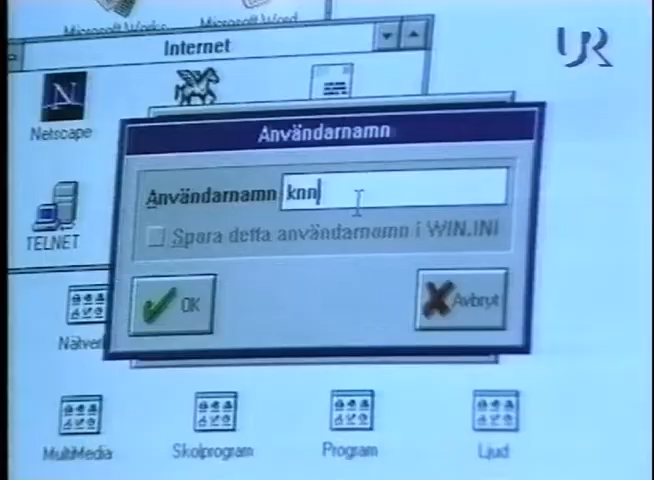 Microsoft Works
Microsoft Word
UR
Internet
N
Netscape
Användarnamn
Användarnamn knn
TELNET
Spara detta användarnamn i WIN.INI
OK
Avbryt
MultiMedia
Skolprogram
Program
Ljud